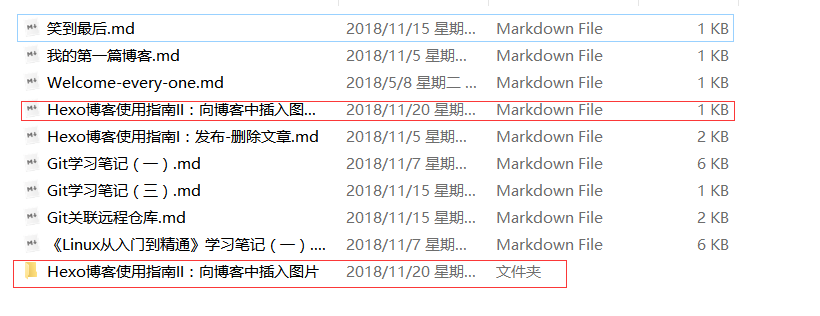 笑到最后.md 2018/11/15 星期... Markdown File 1 KB
我的第一篇博客.md 2018/11/5 星期... Markdown File 1 KB
Welcome-every-one.md 2018/5/8 星期二 ... Markdown File 1 KB
Hexo博客使用指南II：向博客中插入图... 2018/11/20 星期... Markdown File 1 KB
Hexo博客使用指南I：发布-删除文章.md 2018/11/5 星期... Markdown File 2 KB
Git学习笔记（一）.md 2018/11/7 星期... Markdown File 6 KB
Git学习笔记（三）.md 2018/11/15 星期... Markdown File 1 KB
Git关联远程仓库.md 2018/11/15 星期... Markdown File 2 KB
《Linux从入门到精通》学习笔记（一）.... 2018/11/7 星期... Markdown File 6 KB
Hexo博客使用指南II：向博客中插入图片 2018/11/20 星期... 文件夹